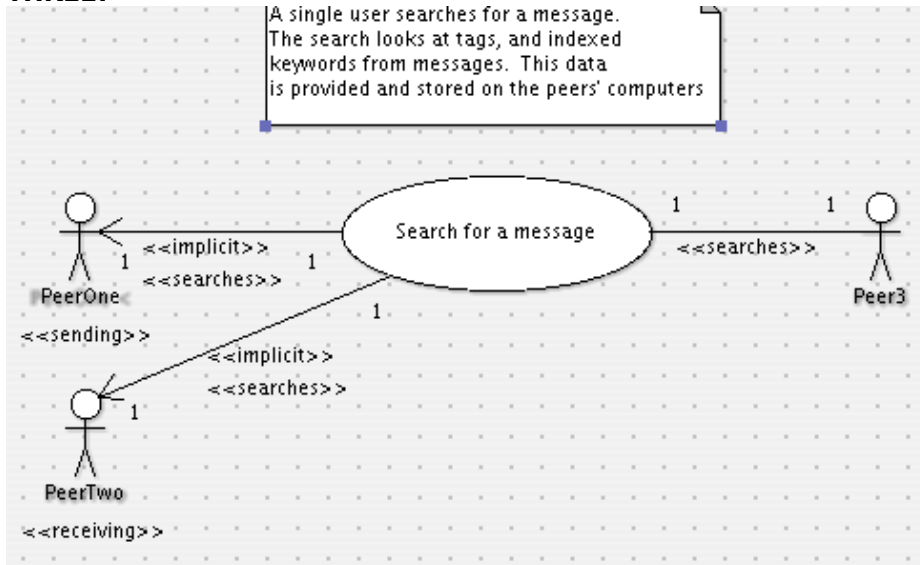 A single user searches for a message.
The search looks at tags, and indexed
keywords from messages. This data
is provided and stored on the peers' computers
Search for a message
1
1
<<searches>>
Peer3
<<implicit>>
<<searches>>
1
1
PeerOne
<<sending>>
1
<<implicit>>
<<searches>>
1
PeerTwo
<<receiving>>